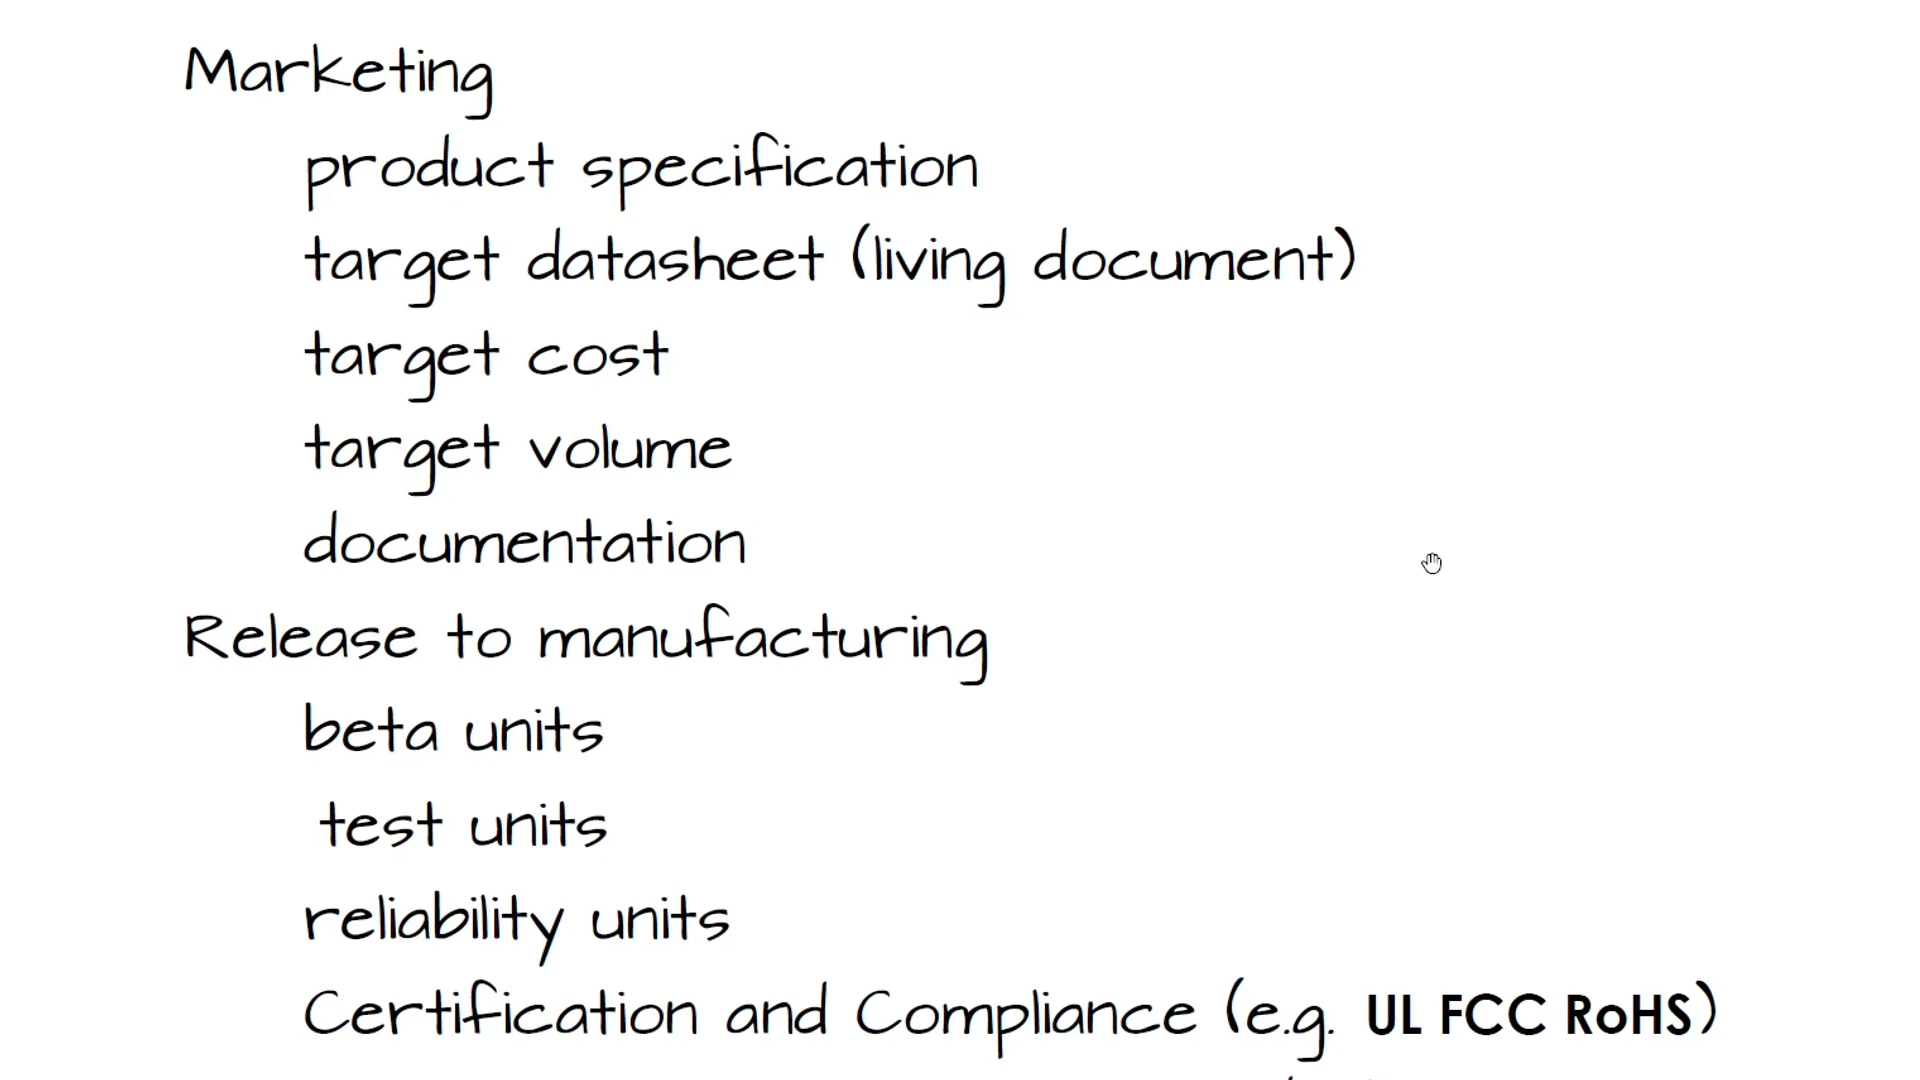 Marketing
product specification
target datasheet (living document)
target cost
target volume
documentation
Release to manufacturing
beta units
test units
reliability units
Certification and Compliance (e.g. UL FCC RoHS)